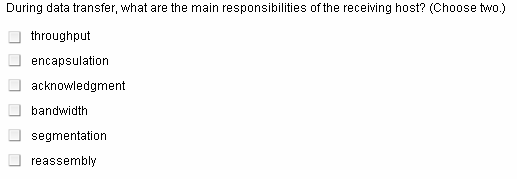 During data transfer, what are the main responsibilities of the receiving host? (Choose two.)
throughput
encapsulation
acknowledgment
bandwidth
segmentation
reassembly